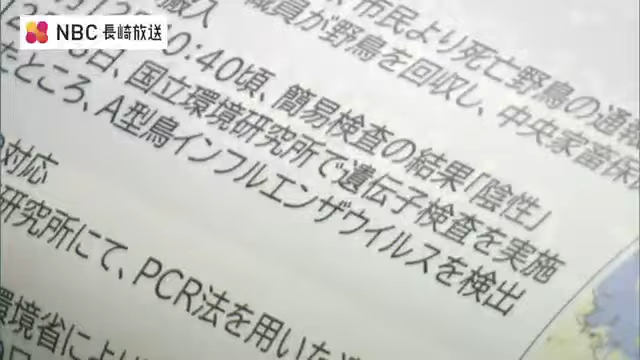 NBC 長崎放送
市民より死亡野鳥の通
搬入
職員が野鳥を回収し、中央家畜保
0:40頃、簡易検査の結果「陰性」
日、国立環境研究所で遺伝子検査を実施
たところ、A型鳥インフルエンザウイルスを検出
対応
研究所にて、PCR法を用いた
環境省により